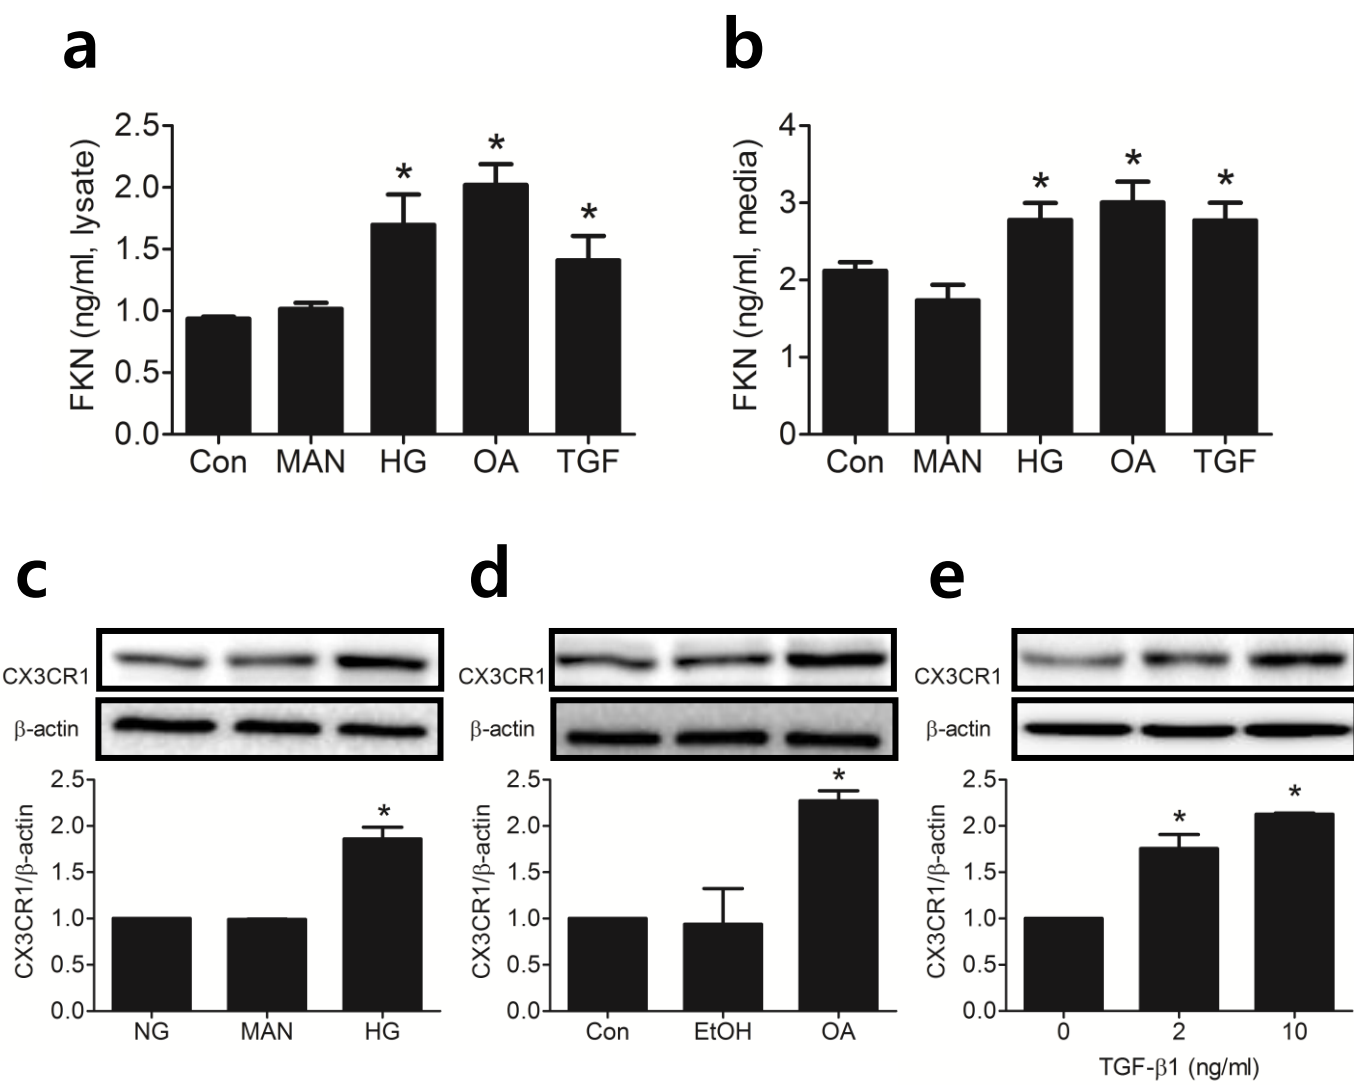 a
FKN (ng/ml, lysate)
2.5
2.0
1.5
1.0
0.5
0.0
* * *
Con MAN HG OA TGF
b
FKN (ng/ml, media)
4
3
2
1
0
* * *
Con MAN HG OA TGF
c
CX3CR1
β-actin
CX3CR1/β-actin
2.5
2.0
1.5
1.0
0.5
0.0
*
NG MAN HG
d
CX3CR1
β-actin
CX3CR1/β-actin
2.5
2.0
1.5
1.0
0.5
0.0
*
Con EtOH OA
e
CX3CR1
β-actin
CX3CR1/β-actin
2.5
2.0
1.5
1.0
0.5
0.0
* *
0 2 10
TGF-β1 (ng/ml)